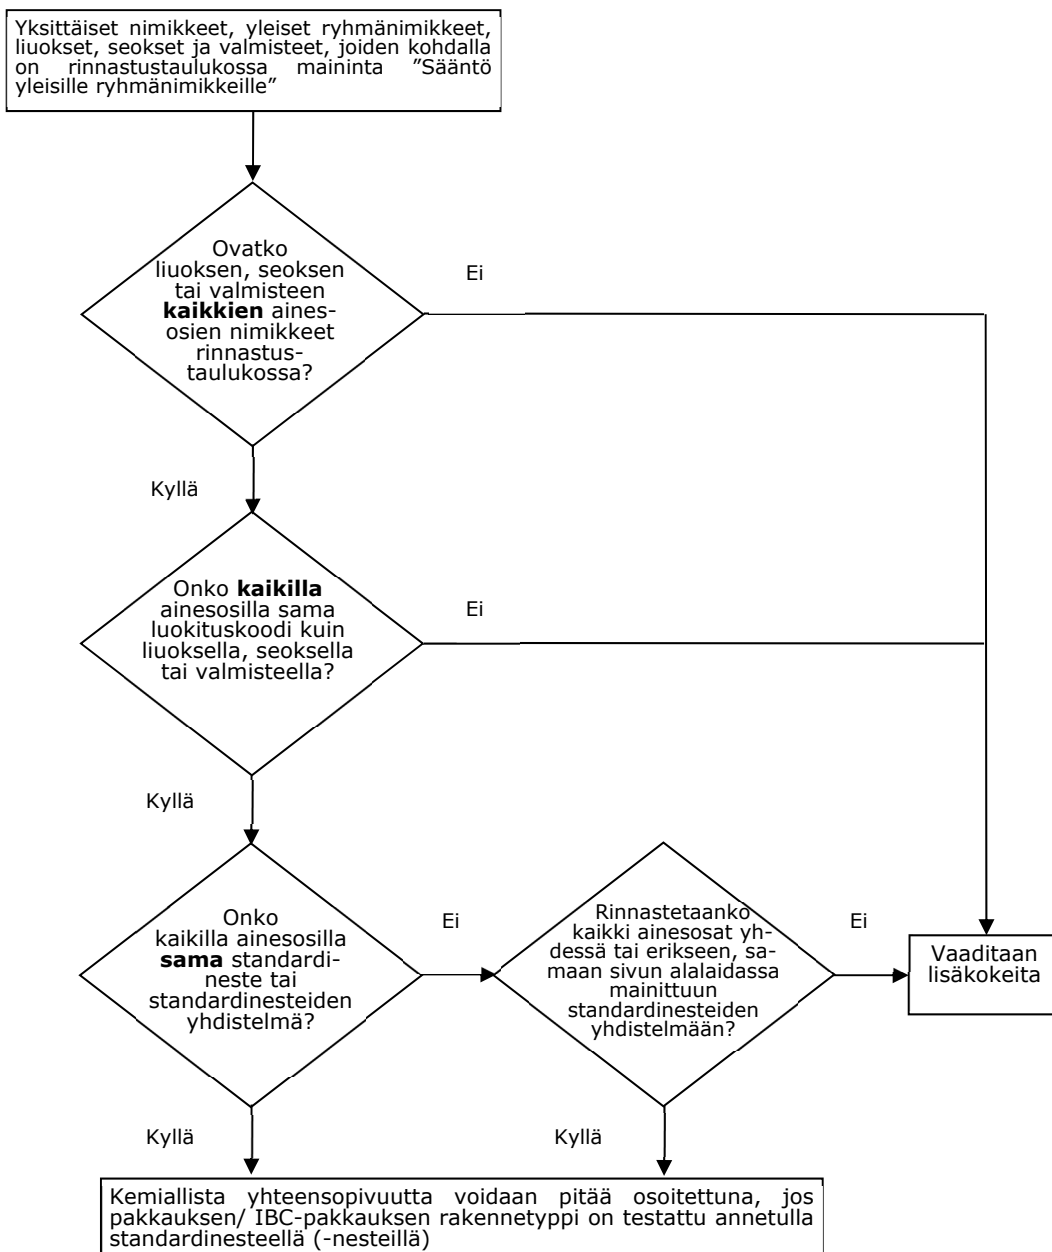 Yksittäiset nimikkeet, yleiset ryhmänimikkeet,
liuokset, seokset ja valmisteet, joiden kohdalla
on rinnastustaulukossa maininta ”Sääntö
yleisille ryhmänimikkeille”
Ovatko
liuoksen, seoksen
tai valmisteen
kaikkien aines-
osien nimikkeet
rinnastus-
taulukossa?
Ei
Kyllä
Onko kaikilla
ainesosilla sama
luokituskoodi kuin
liuoksella, seoksella
tai valmisteella?
Ei
Kyllä
Onko
kaikilla ainesosilla
sama standardi-
neste tai
standardinesteiden
yhdistelmä?
Ei
Rinnastetaanko
kaikki ainesosat yh-
dessä tai erikseen, sa-
maan sivun alalaidassa
mainittuun
standardinesteiden
yhdistelmään?
Ei
Vaaditaan
lisäkokeita
Kyllä
Kyllä
Kemiallista yhteensopivuutta voidaan pitää osoitettuna, jos
pakkauksen/ IBC-pakkauksen rakennetyppi on testattu annetulla
standardinesteellä (-nesteillä)